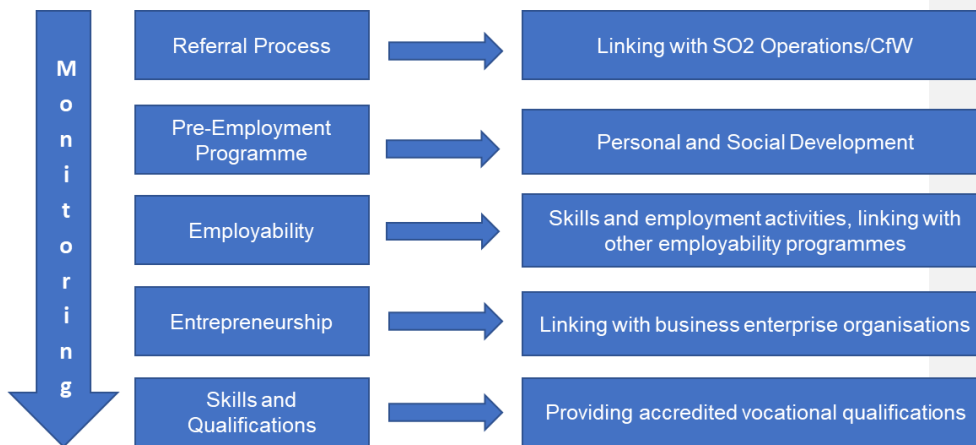 Monitoring
Referral Process
Linking with SO2 Operations/CfW
Pre-Employment
Programme
Personal and Social Development
Employability
Skills and employment activities, linking with
other employability programmes
Entrepreneurship
Linking with business enterprise organisations
Skills and
Qualifications
Providing accredited vocational qualifications